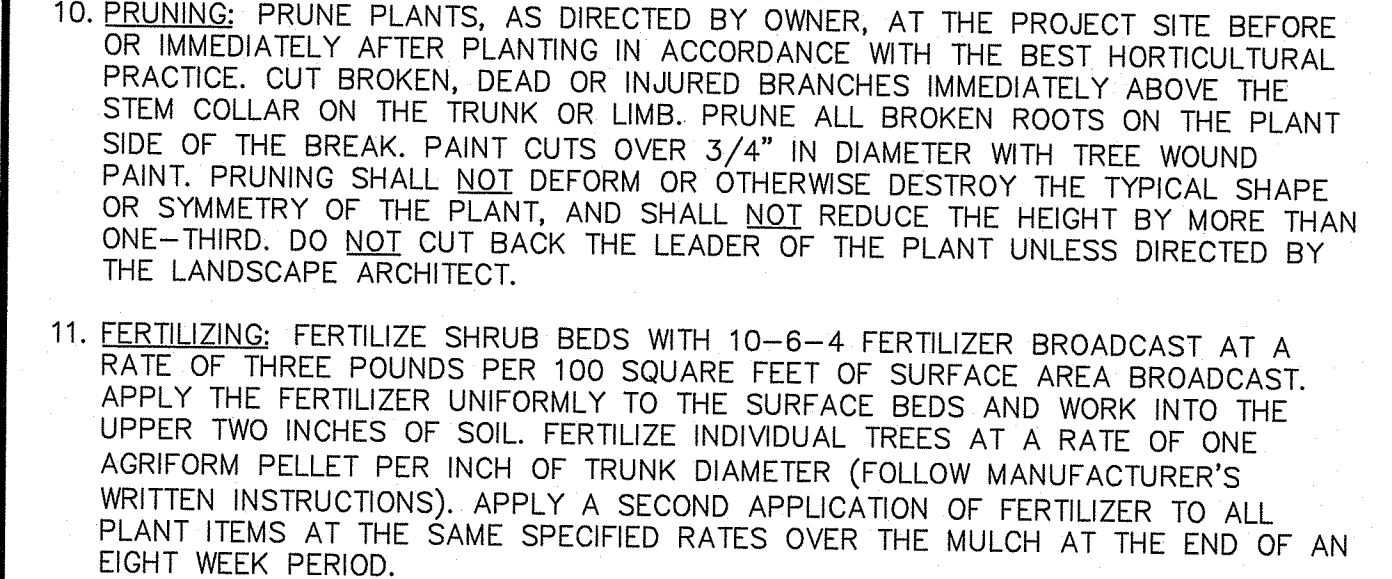 10. PRUNING: PRUNE PLANTS, AS DIRECTED BY OWNER, AT THE PROJECT SITE BEFORE
OR IMMEDIATELY AFTER PLANTING IN ACCORDANCE WITH THE BEST HORTICULTURAL
PRACTICE. CUT BROKEN, DEAD OR INJURED BRANCHES IMMEDIATELY ABOVE THE
STEM COLLAR ON THE TRUNK OR LIMB. PRUNE ALL BROKEN ROOTS ON THE PLANT
SIDE OF THE BREAK. PAINT CUTS OVER 3/4" IN DIAMETER WITH TREE WOUND
PAINT. PRUNING SHALL NOT DEFORM OR OTHERWISE DESTROY THE TYPICAL SHAPE
OR SYMMETRY OF THE PLANT, AND SHALL NOT REDUCE THE HEIGHT BY MORE THAN
ONE-THIRD. DO NOT CUT BACK THE LEADER OF THE PLANT UNLESS DIRECTED BY
THE LANDSCAPE ARCHITECT.
11. FERTILIZING: FERTILIZE SHRUB BEDS WITH 10-6-4 FERTILIZER BROADCAST AT A
RATE OF THREE POUNDS PER 100 SQUARE FEET OF SURFACE AREA BROADCAST.
APPLY THE FERTILIZER UNIFORMLY TO THE SURFACE BEDS AND WORK INTO THE
UPPER TWO INCHES OF SOIL. FERTILIZE INDIVIDUAL TREES AT A RATE OF ONE
AGRIFORM PELLET PER INCH OF TRUNK DIAMETER (FOLLOW MANUFACTURER'S
WRITTEN INSTRUCTIONS). APPLY A SECOND APPLICATION OF FERTILIZER TO ALL
PLANT ITEMS AT THE SAME SPECIFIED RATES OVER THE MULCH AT THE END OF AN
EIGHT WEEK PERIOD.